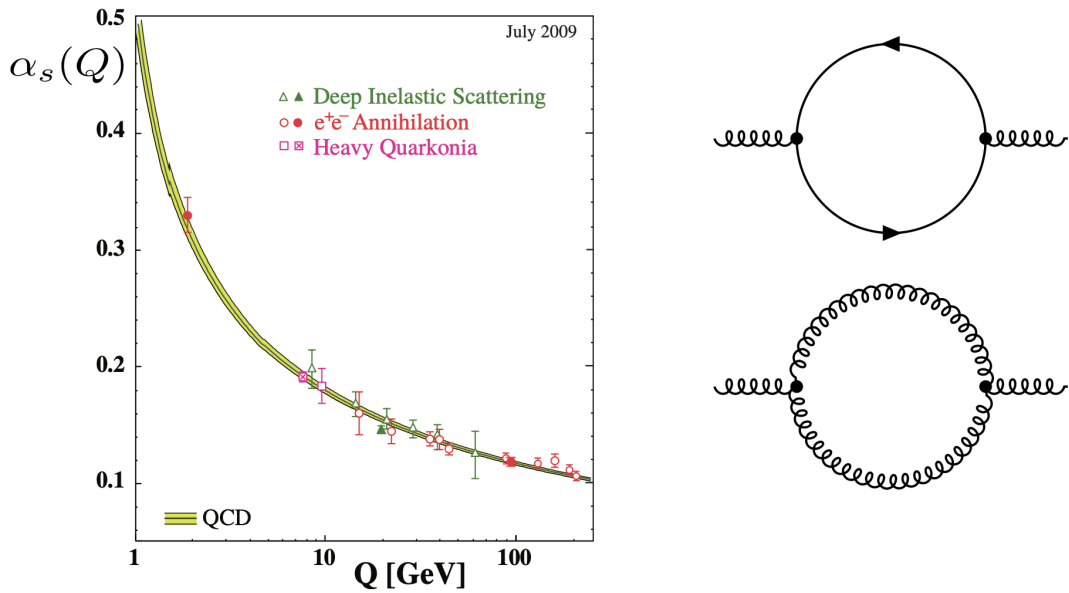 0.5
July 2009
α_s(Q)
Deep Inelastic Scattering
e⁺e⁻ Annihilation
Heavy Quarkonia
0.4
0.3
0.2
0.1
QCD
1
10
100
Q [GeV]